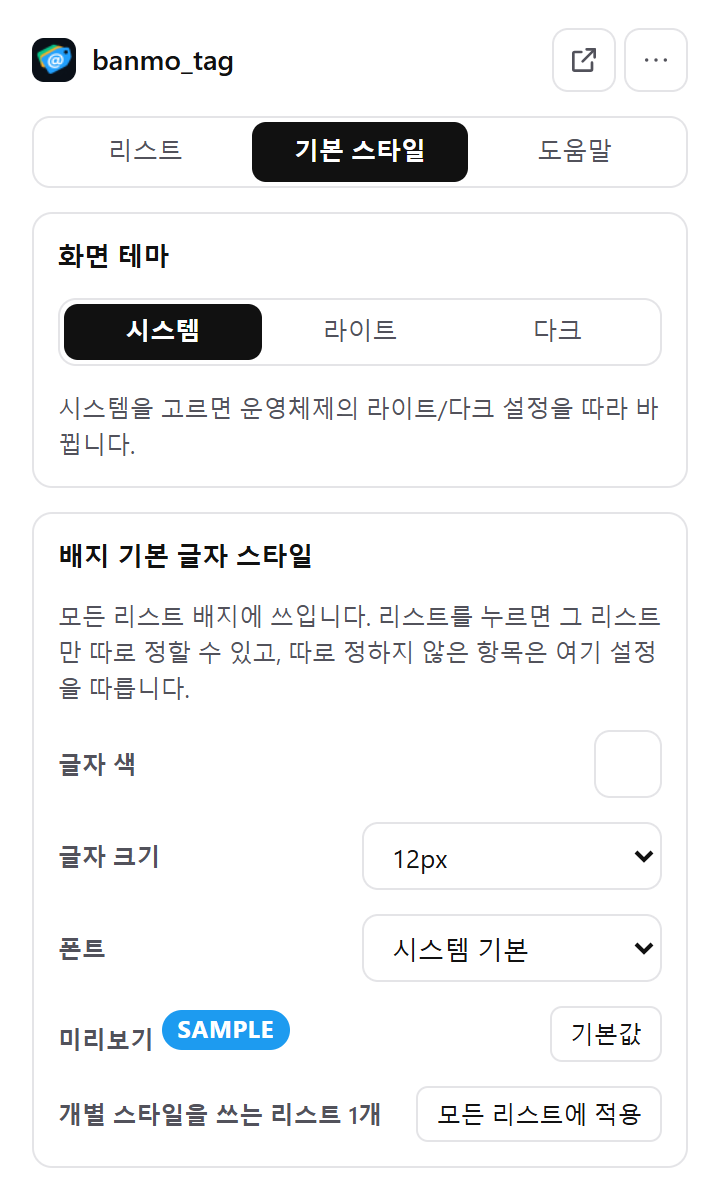 banmo_tag
리스트
기본 스타일
도움말
화면 테마
시스템
라이트
다크
시스템을 고르면 운영체제의 라이트/다크 설정을 따라 바
뀝니다.
배지 기본 글자 스타일
모든 리스트 배지에 쓰입니다. 리스트를 누르면 그 리스트
만 따로 정할 수 있고, 따로 정하지 않은 항목은 여기 설정
을 따릅니다.
글자 색
글자 크기
12px
폰트
시스템 기본
미리보기 SAMPLE
기본값
개별 스타일을 쓰는 리스트 1개
모든 리스트에 적용